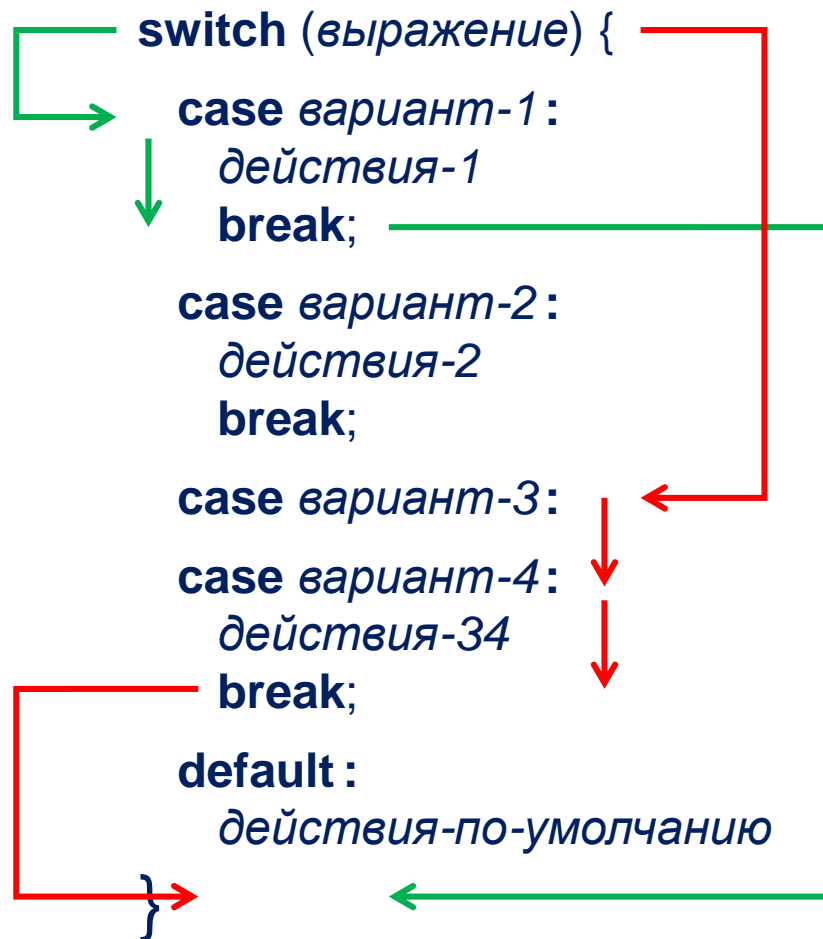 switch (выражение) {
case вариант-1:
действия-1
break;
case вариант-2:
действия-2
break;
case вариант-3:
case вариант-4:
действия-34
break;
default:
действия-по-умолчанию
}